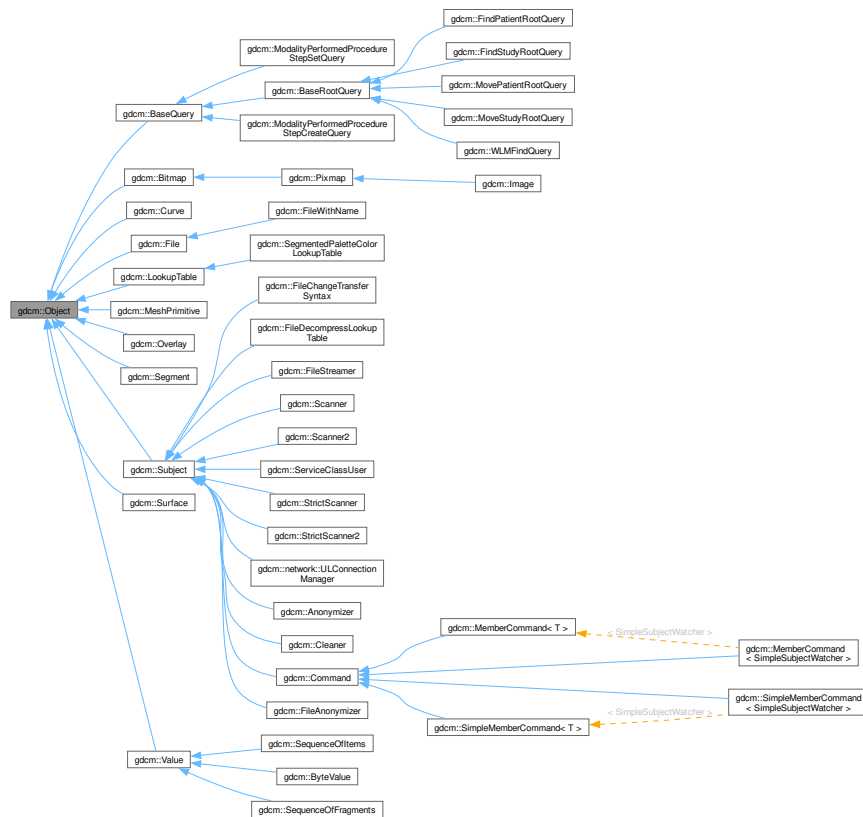 gdcm::FindPatientRootQuery
gdcm::ModalityPerformedProcedure
StepSetQuery
gdcm::FindStudyRootQuery
gdcm::BaseRootQuery
gdcm::MovePatientRootQuery
gdcm::BaseQuery
gdcm::MoveStudyRootQuery
gdcm::ModalityPerformedProcedure
StepCreateQuery
gdcm::WLMFindQuery
gdcm::Bitmap
gdcm::Pixmap
gdcm::Image
gdcm::Curve
gdcm::FileWithName
gdcm::File
gdcm::SegmentedPaletteColor
LookupTable
gdcm::LookupTable
gdcm::FileChangeTransfer
Syntax
gdcm::Object
gdcm::MeshPrimitive
gdcm::FileDecompressLookup
Table
gdcm::Overlay
gdcm::Segment
gdcm::FileStreamer
gdcm::Scanner
gdcm::Scanner2
gdcm::Subject
gdcm::ServiceClassUser
gdcm::Surface
gdcm::StrictScanner
gdcm::StrictScanner2
gdcm::network::ULConnection
Manager
gdcm::Anonymizer
gdcm::MemberCommand< T >
< SimpleSubjectWatcher >
gdcm::Cleaner
gdcm::MemberCommand
< SimpleSubjectWatcher >
gdcm::Command
gdcm::SimpleMemberCommand
< SimpleSubjectWatcher >
gdcm::FileAnonymizer
< SimpleSubjectWatcher >
gdcm::SimpleMemberCommand< T >
gdcm::SequenceOfItems
gdcm::Value
gdcm::ByteValue
gdcm::SequenceOfFragments